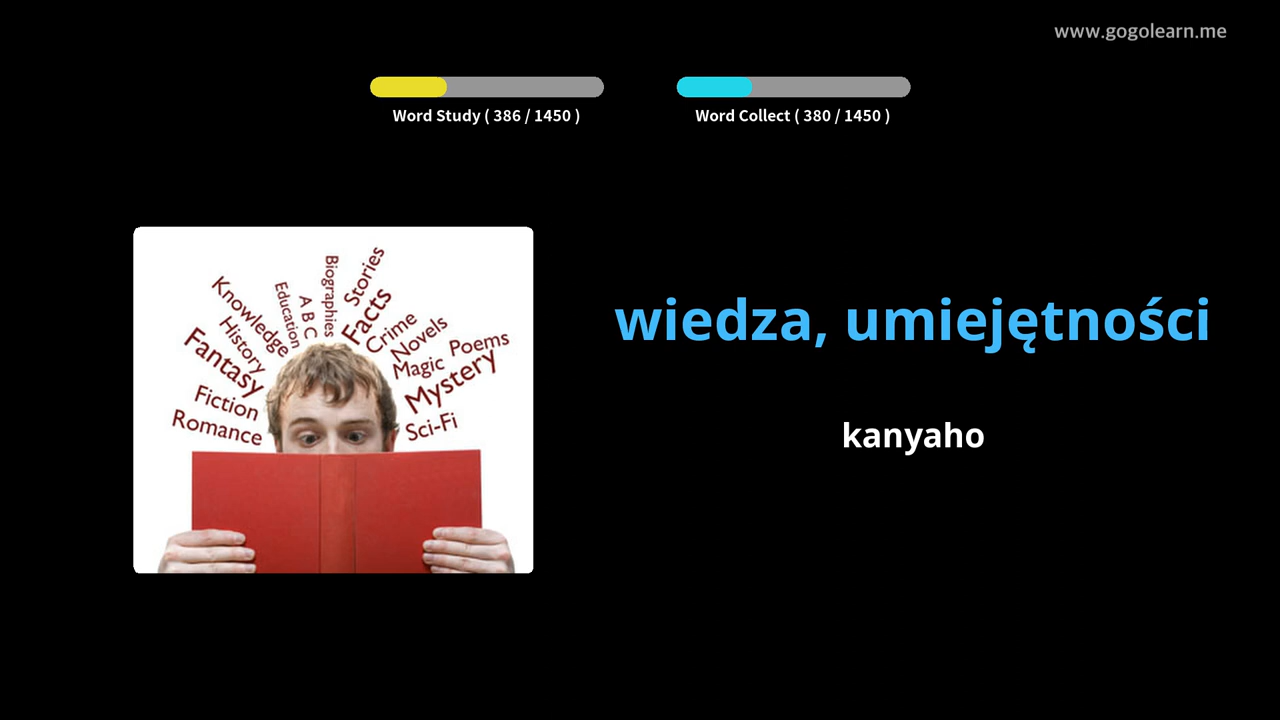 www.gogolearn.me
Word Study ( 386 / 1450 )
Word Collect ( 380 / 1450 )
Knowledge
History
Fantasy
Fiction
Romance
Education
A B C
Biographies
Stories
Facts
Crime
Novels
Magic
Poems
Mystery
Sci-Fi
wiedza, umiejętności
kanyaho